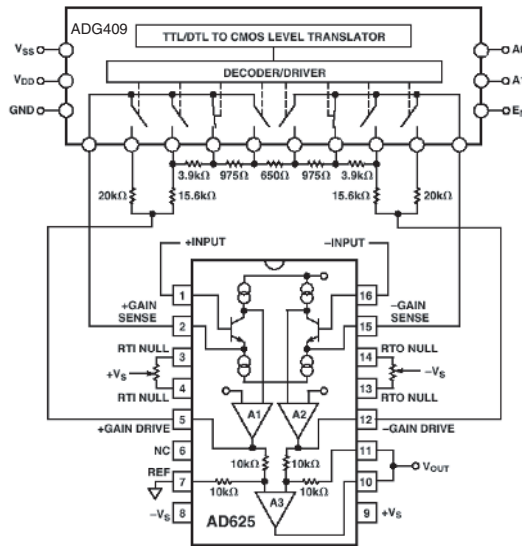 ADG409
TTL/DTL TO CMOS LEVEL TRANSLATOR
DECODER/DRIVER
VSS
VDD
GND
A0
A1
3.9kΩ
975Ω
650Ω
975Ω
3.9kΩ
20kΩ
15.6kΩ
15.6kΩ
20kΩ
+INPUT
–INPUT
1
16
+GAIN
SENSE
2
–GAIN
SENSE
15
RTI NULL
3
+VS
4
RTI NULL
14
RTO NULL
–VS
13
RTO NULL
A1
A2
5
+GAIN DRIVE
12
–GAIN DRIVE
NC
6
10kΩ
10kΩ
11
REF
7
10kΩ
A3
10kΩ
10
VOUT
–VS
8
AD625
9
+VS